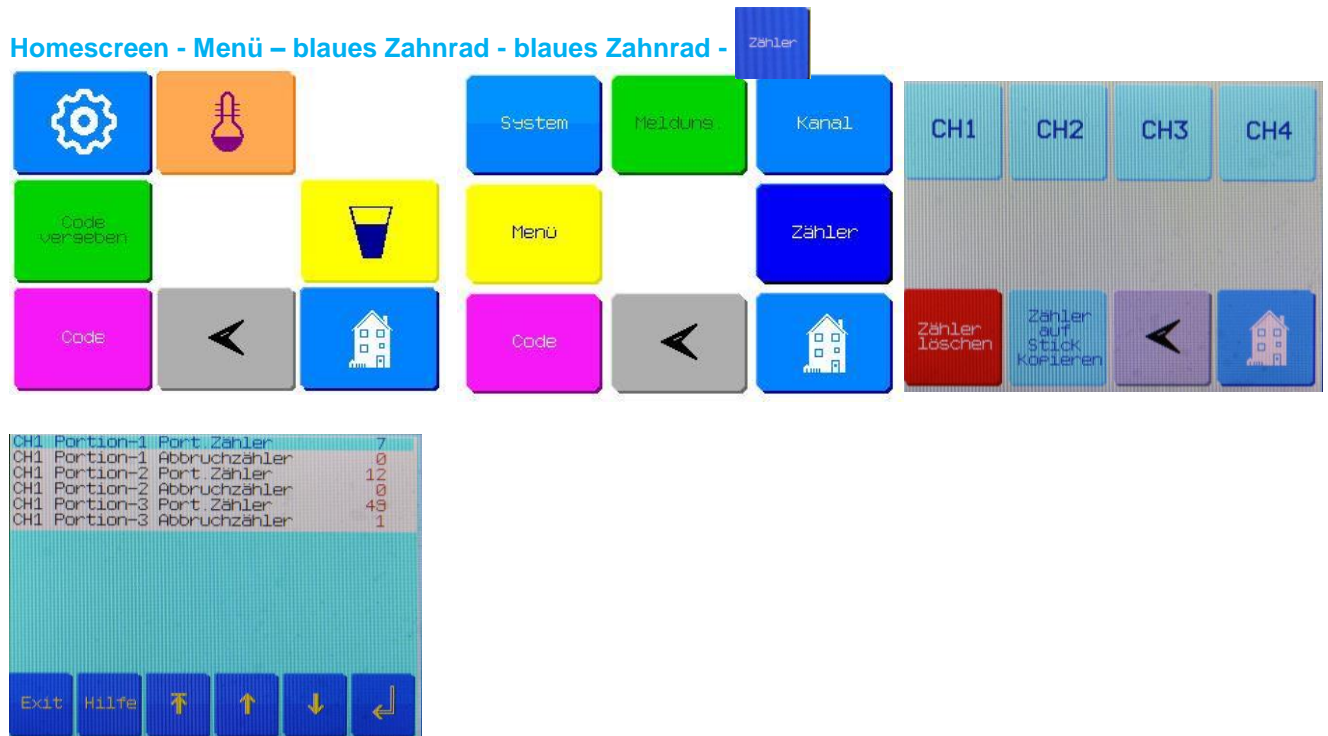 Homescreen - Menü – blaues Zahnrad - blaues Zahnrad - Zähler
Code
vergeben
Code
System
Meldung.
Kanal
Menü
Zähler
Code
CH1
CH2
CH3
CH4
Zähler
löschen
Zähler
auf
Stick
Kopieren
CH1 Portion-1 Port.Zähler 7
CH1 Portion-1 Abbruchzähler 0
CH1 Portion-2 Port.Zähler 12
CH1 Portion-2 Abbruchzähler 0
CH1 Portion-3 Port.Zähler 49
CH1 Portion-3 Abbruchzähler 1
Exit
Hilfe